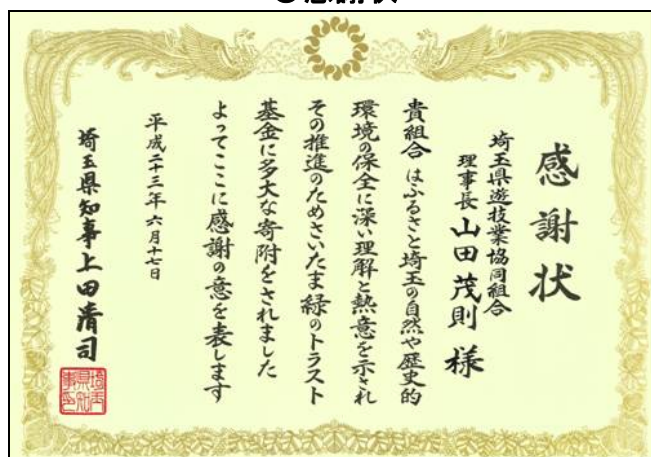 感謝状
埼玉県遊技業協同組合
理事長 山田茂則 様
貴組合はふるさと埼玉の自然や歴史的
環境の保全に深い理解と熱意を示され
その推進のためさいたま緑のトラスト
基金に多大な寄附をされました
よってここに感謝の意を表します
平成二十三年六月十七日
埼玉県知事 上田清司